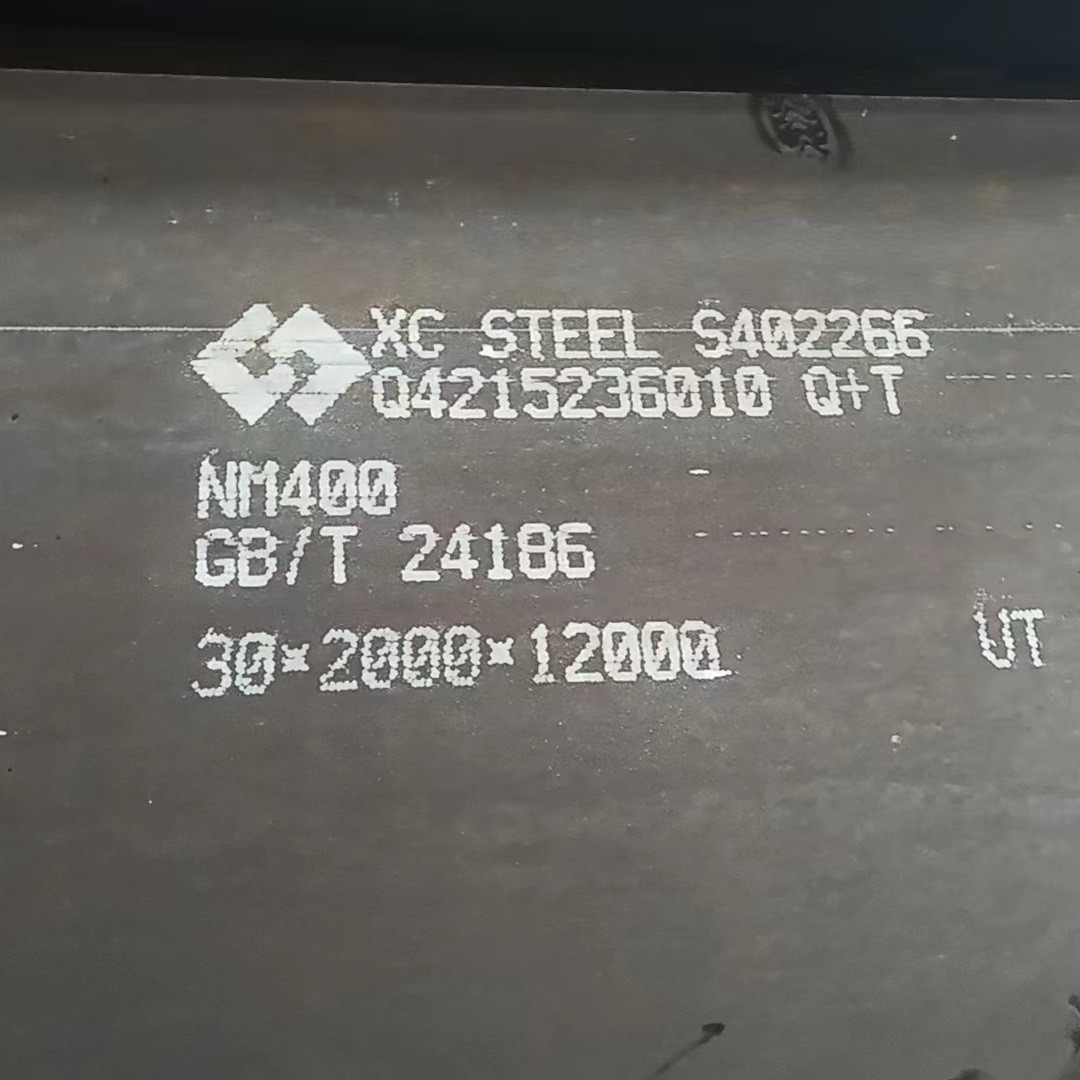 XC STEEL S402266
Q4215236010 Q+T
NM400
GB/T 24186
30×2000×12000
UT